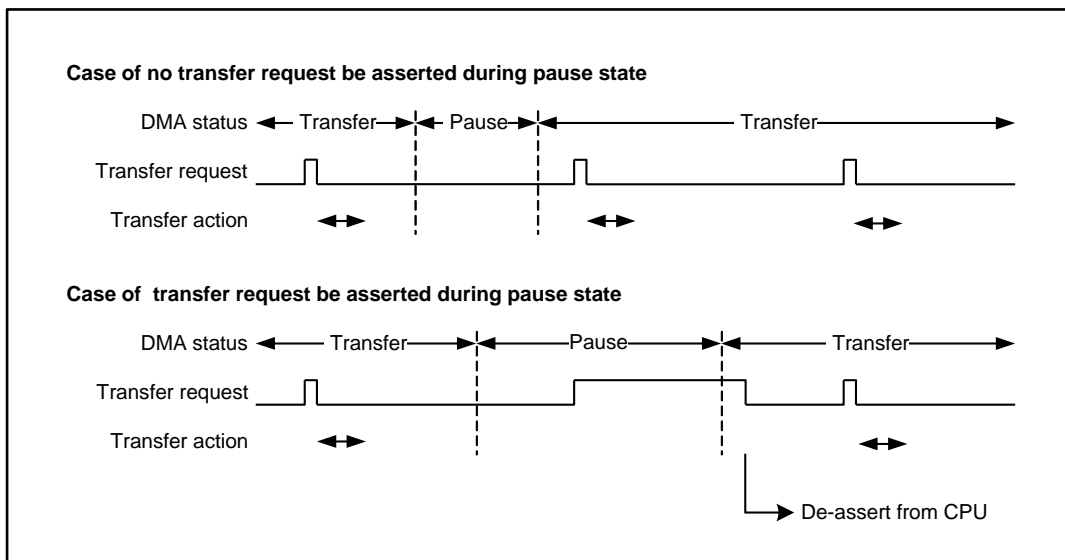 Case of no transfer request be asserted during pause state
DMA status Transfer Pause Transfer
Transfer request
Transfer action
Case of transfer request be asserted during pause state
DMA status Transfer Pause Transfer
Transfer request
Transfer action
De-assert from CPU